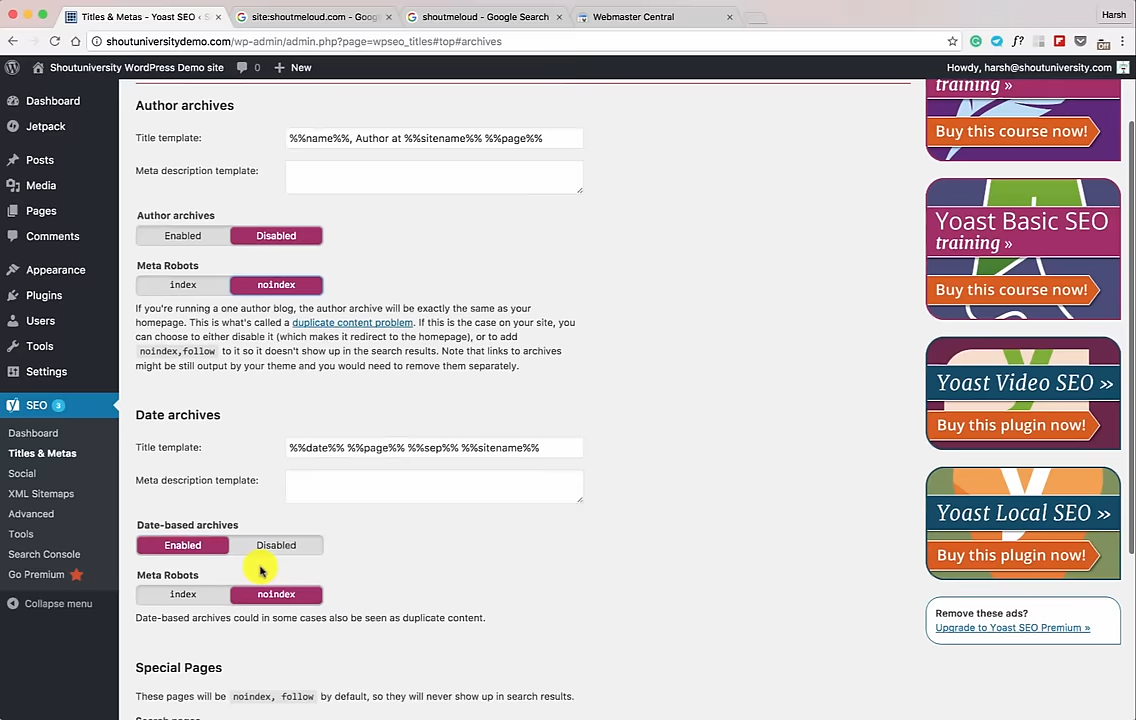 Titles & Metas - Yoast SEO ‹ S
site:shoutmeloud.com - Googl
shoutmeloud - Google Search
Webmaster Central
Harsh
shoutuniversitydemo.com/wp-admin/admin.php?page=wpseo_titles#top#archives
Off
Shoutuniversity WordPress Demo site
0
New
Howdy, harsh@shoutuniversity.com
Dashboard
Jetpack
Posts
Media
Pages
Comments
Appearance
Plugins
Users
Tools
Settings
SEO 3
Dashboard
Titles & Metas
Social
XML Sitemaps
Advanced
Tools
Search Console
Go Premium
Collapse menu
Author archives
Title template:
%%name%%, Author at %%sitename%% %%page%%
Meta description template:
Author archives
Enabled
Disabled
Meta Robots
index
noindex
If you're running a one author blog, the author archive will be exactly the same as your
homepage. This is what's called a duplicate content problem. If this is the case on your site, you
can choose to either disable it (which makes it redirect to the homepage), or to add
noindex,follow to it so it doesn't show up in the search results. Note that links to archives
might be still output by your theme and you would need to remove them separately.
Date archives
Title template:
%%date%% %%page%% %%sep%% %%sitename%%
Meta description template:
Date-based archives
Enabled
Disabled
Meta Robots
index
noindex
Date-based archives could in some cases also be seen as duplicate content.
Special Pages
These pages will be noindex, follow by default, so they will never show up in search results.
Search pages
training »
Buy this course now!
Yoast Basic SEO
training »
Buy this course now!
Yoast Video SEO »
Buy this plugin now!
Yoast Local SEO »
Buy this plugin now!
Remove these ads?
Upgrade to Yoast SEO Premium »